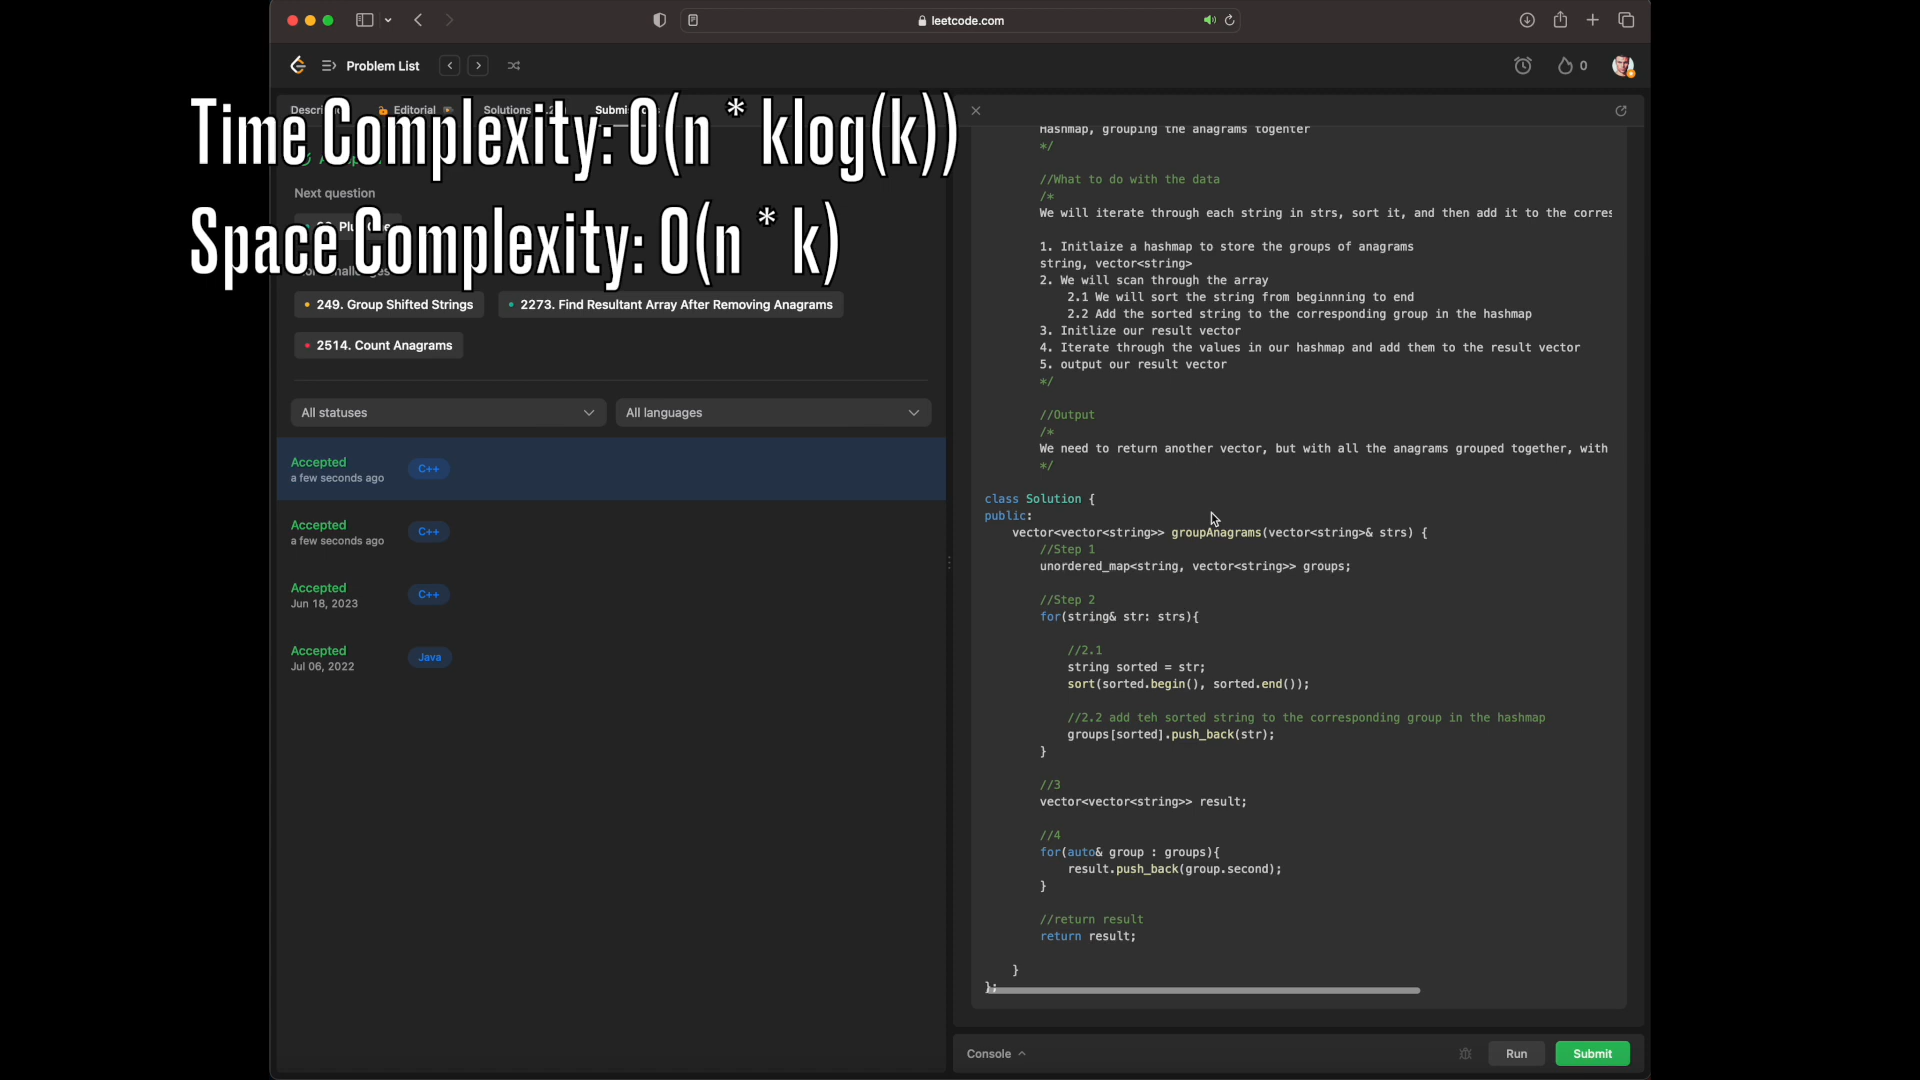 leetcode.com
Problem List
0
Editorial
Solutions
Time Complexity: O(n * klog(k))
Next question
Space Complexity: O(n * k)
249. Group Shifted Strings
2273. Find Resultant Array After Removing Anagrams
2514. Count Anagrams
All statuses
All languages
Accepted
a few seconds ago
C++
Accepted
a few seconds ago
C++
Accepted
Jun 18, 2023
C++
Accepted
Jul 06, 2022
Java
Hashmap, grouping the anagrams togenter
*/
//What to do with the data
/*
We will iterate through each string in strs, sort it, and then add it to the corres
1. Initlaize a hashmap to store the groups of anagrams
string, vector<string>
2. We will scan through the array
2.1 We will sort the string from beginnning to end
2.2 Add the sorted string to the corresponding group in the hashmap
3. Initlize our result vector
4. Iterate through the values in our hashmap and add them to the result vector
5. output our result vector
*/
//Output
/*
We need to return another vector, but with all the anagrams grouped together, with
*/
class Solution {
public:
vector<vector<string>> groupAnagrams(vector<string>& strs) {
//Step 1
unordered_map<string, vector<string>> groups;
//Step 2
for(string& str: strs){
//2.1
string sorted = str;
sort(sorted.begin(), sorted.end());
//2.2 add teh sorted string to the corresponding group in the hashmap
groups[sorted].push_back(str);
}
//3
vector<vector<string>> result;
//4
for(auto& group : groups){
result.push_back(group.second);
}
//return result
return result;
}
};
Console
Run
Submit